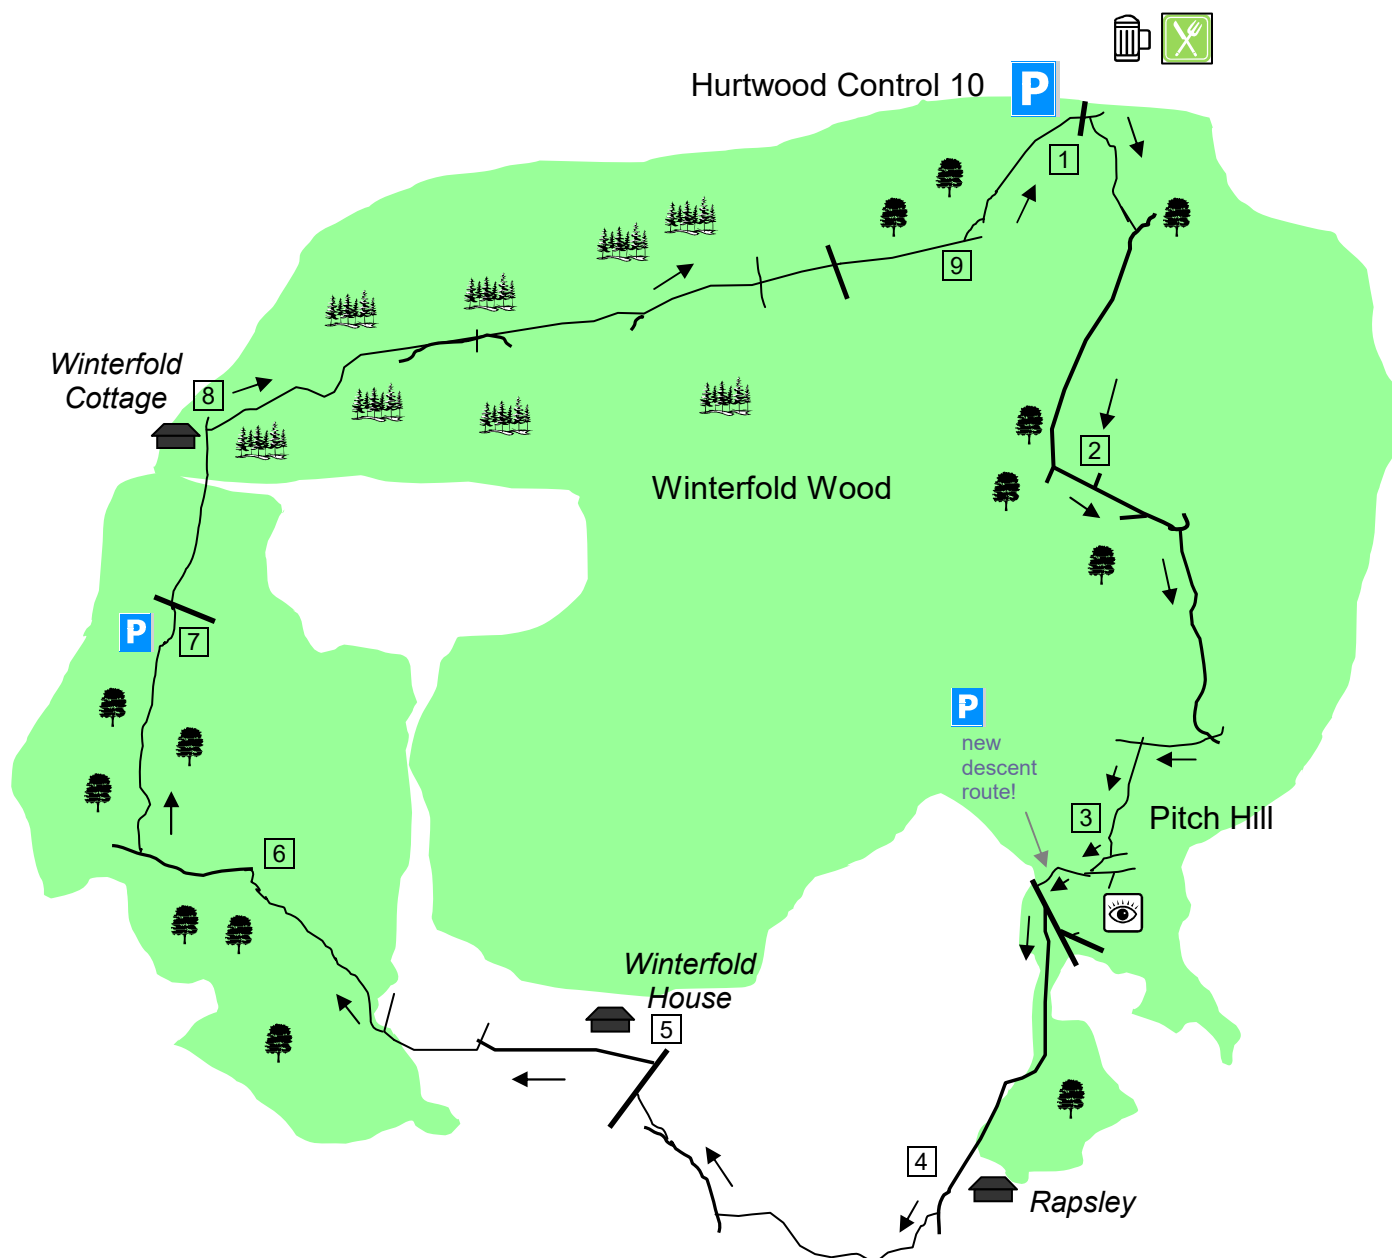 Hurtwood Control 10
P
1
9
Winterfold
Cottage
8
2
Winterfold Wood
P
7
P
new
descent
route!
3
Pitch Hill
6
Winterfold
House
5
4
Rapsley